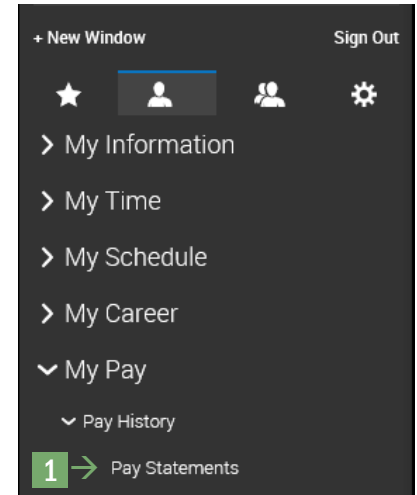 + New Window Sign Out
My Information
My Time
My Schedule
My Career
My Pay
Pay History
1 Pay Statements